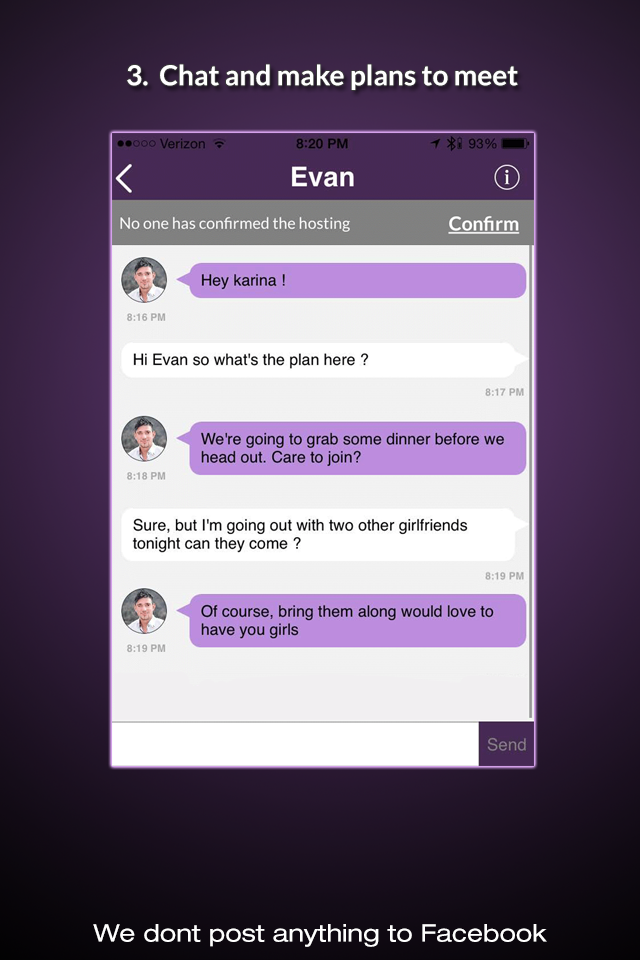 3. Chat and make plans to meet
Verizon 8:20 PM 93%
Evan
No one has confirmed the hosting Confirm
Hey karina !
8:16 PM
Hi Evan so what's the plan here ?
8:17 PM
We're going to grab some dinner before we
head out. Care to join?
8:18 PM
Sure, but I'm going out with two other girlfriends
tonight can they come ?
8:19 PM
Of course, bring them along would love to
have you girls
8:19 PM
Send
We dont post anything to Facebook